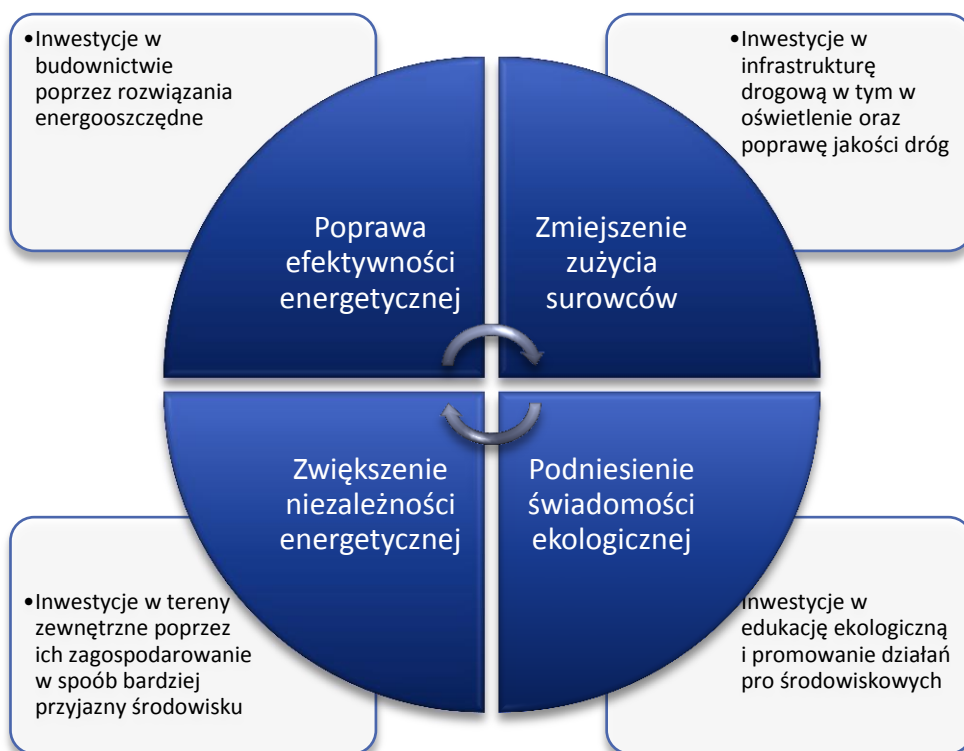 •Inwestycje w
budownictwie
poprzez rozwiązania
energooszczędne
•Inwestycje w
infrastrukturę
drogową w tym w
oświetlenie oraz
poprawę jakości dróg
Poprawa
efektywności
energetycznej
Zmiejszenie
zużycia
surowców
Zwiększenie
niezależności
energetycznej
Podniesienie
świadomości
ekologicznej
•Inwestycje w tereny
zewnętrzne poprzez
ich zagospodarowanie
w spoób bardziej
przyjazny środowisku
Inwestycje w
edukację ekologiczną
i promowanie działań
pro środowiskowych